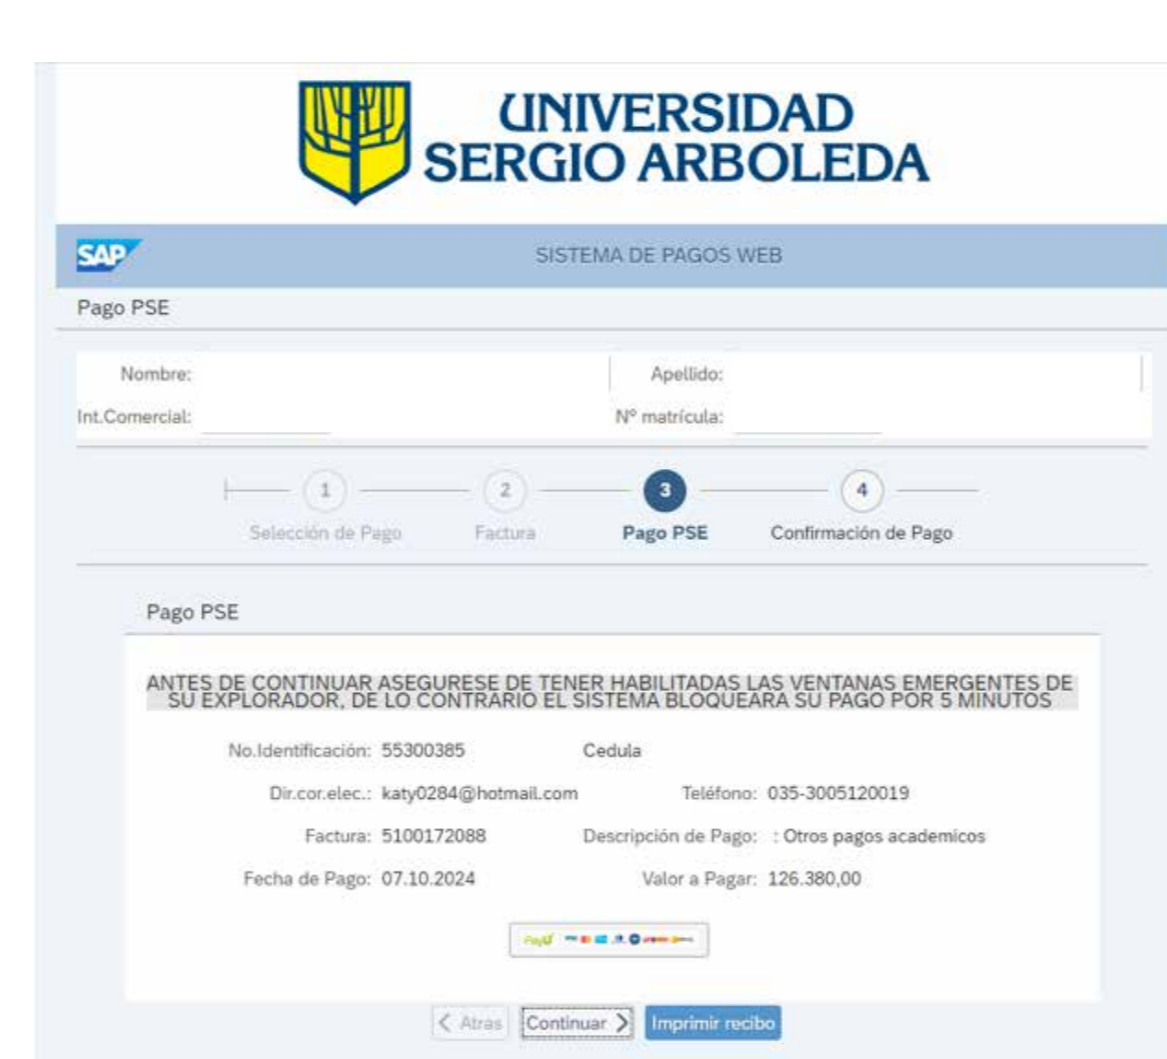 UNIVERSIDAD
SERGIO ARBOLEDA
SAP
SISTEMA DE PAGOS WEB
Pago PSE
Nombre: Apellido:
Int.Comercial: Nº matrícula:
1 2 3 4
Selección de Pago Factura Pago PSE Confirmación de Pago
Pago PSE
ANTES DE CONTINUAR ASEGURESE DE TENER HABILITADAS LAS VENTANAS EMERGENTES DE
SU EXPLORADOR, DE LO CONTRARIO EL SISTEMA BLOQUEARA SU PAGO POR 5 MINUTOS
No.Identificación: 55300385 Cedula
Dir.cor.elec.: katy0284@hotmail.com Teléfono: 035-3005120019
Factura: 5100172088 Descripción de Pago: : Otros pagos academicos
Fecha de Pago: 07.10.2024 Valor a Pagar: 126.380,00
PayU
Atras Continuar Imprimir recibo